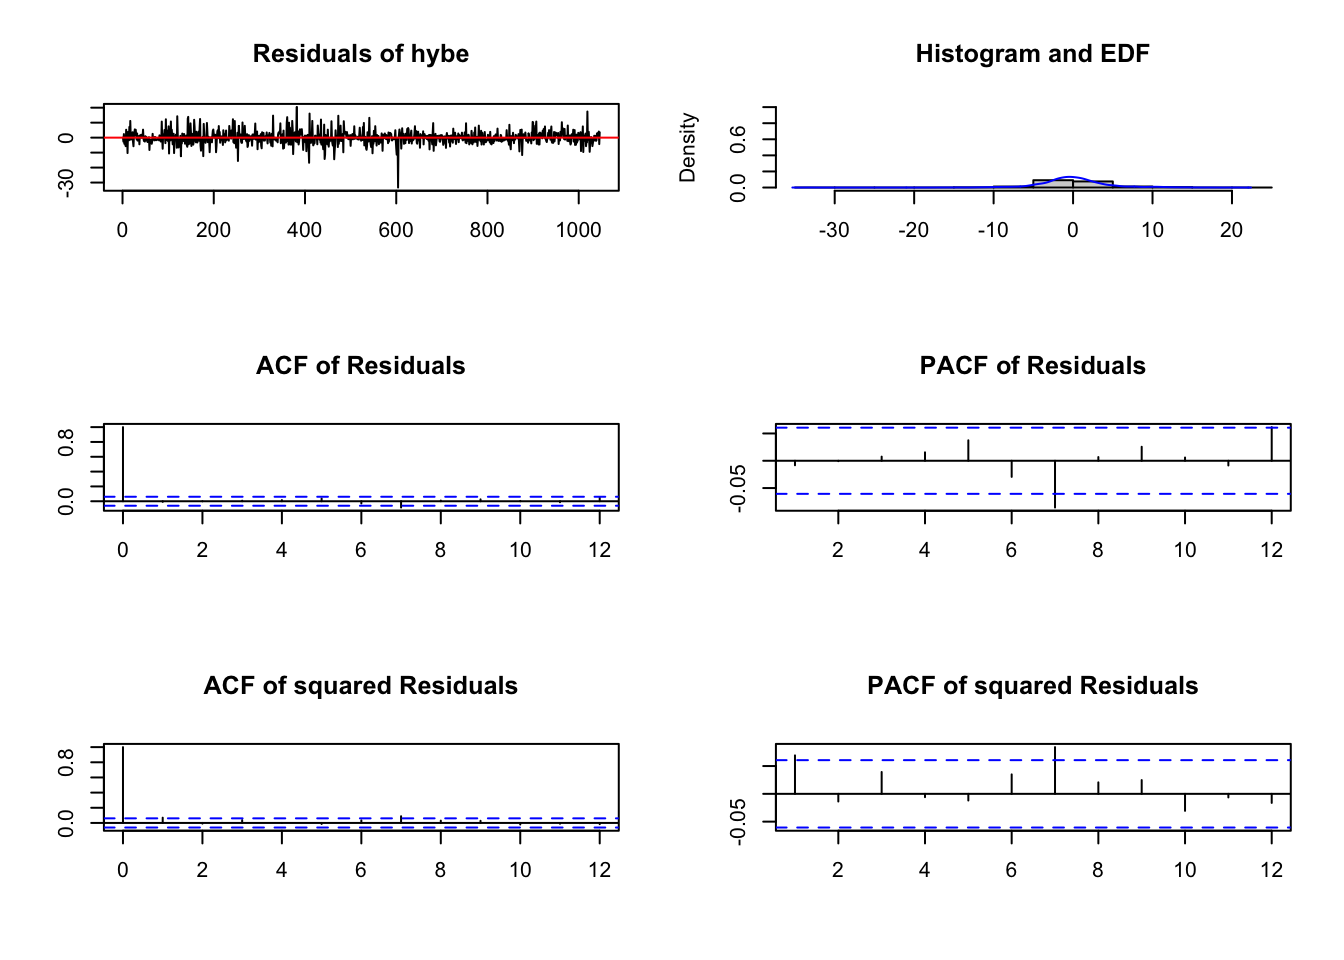 Residuals of hybe
0
-30
0 200 400 600 800 1000
Histogram and EDF
Density
0.6
0.0
-30 -20 -10 0 10 20
ACF of Residuals
0.8
0.0
0 2 4 6 8 10 12
PACF of Residuals
-0.05
2 4 6 8 10 12
ACF of squared Residuals
0.8
0.0
0 2 4 6 8 10 12
PACF of squared Residuals
-0.05
2 4 6 8 10 12